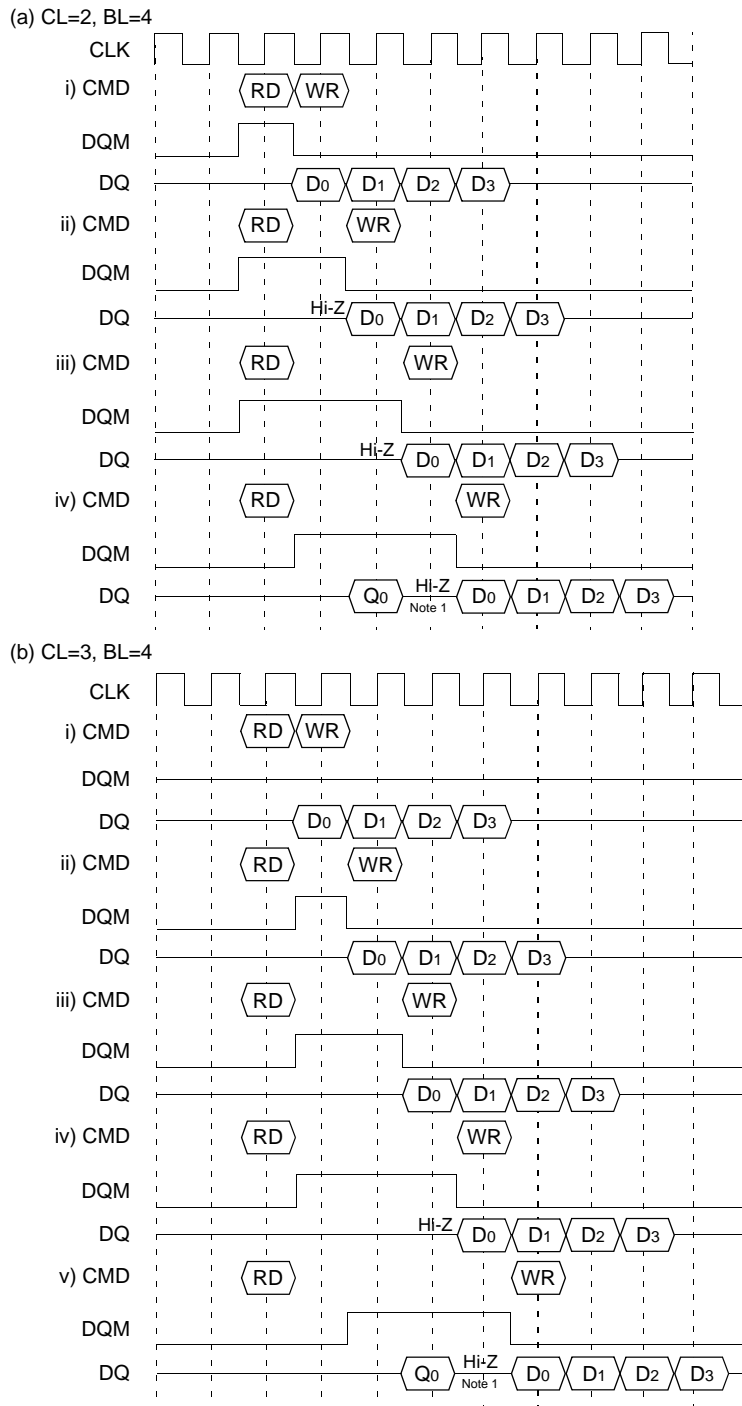 (a) CL=2, BL=4
CLK
i) CMD RD WR
DQM
DQ D0 D1 D2 D3
ii) CMD RD WR
DQM
DQ Hi-Z D0 D1 D2 D3
iii) CMD RD WR
DQM
DQ Hi-Z D0 D1 D2 D3
iv) CMD RD WR
DQM
DQ Q0 Hi-Z D0 D1 D2 D3
Note 1
(b) CL=3, BL=4
CLK
i) CMD RD WR
DQM
DQ D0 D1 D2 D3
ii) CMD RD WR
DQM
DQ D0 D1 D2 D3
iii) CMD RD WR
DQM
DQ D0 D1 D2 D3
iv) CMD RD WR
DQM
DQ Hi-Z D0 D1 D2 D3
v) CMD RD WR
DQM
DQ Q0 Hi-Z D0 D1 D2 D3
Note 1